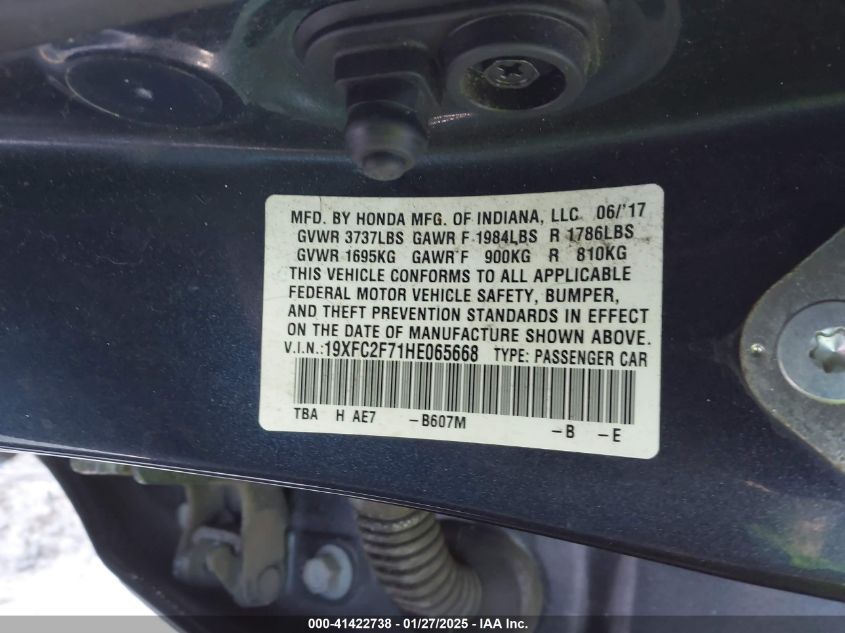 MFD. BY HONDA MFG. OF INDIANA, LLC 06/'17
GVWR 3737LBS GAWR F 1984LBS R 1786LBS
GVWR 1695KG GAWR F 900KG R 810KG
THIS VEHICLE CONFORMS TO ALL APPLICABLE
FEDERAL MOTOR VEHICLE SAFETY, BUMPER,
AND THEFT PREVENTION STANDARDS IN EFFECT
ON THE DATE OF MANUFACTURE SHOWN ABOVE.
V.I.N.:19XFC2F71HE065668 TYPE: PASSENGER CAR
TBA H AE7 -B607M -B -E
000-41422738 - 01/27/2025 - IAA Inc.